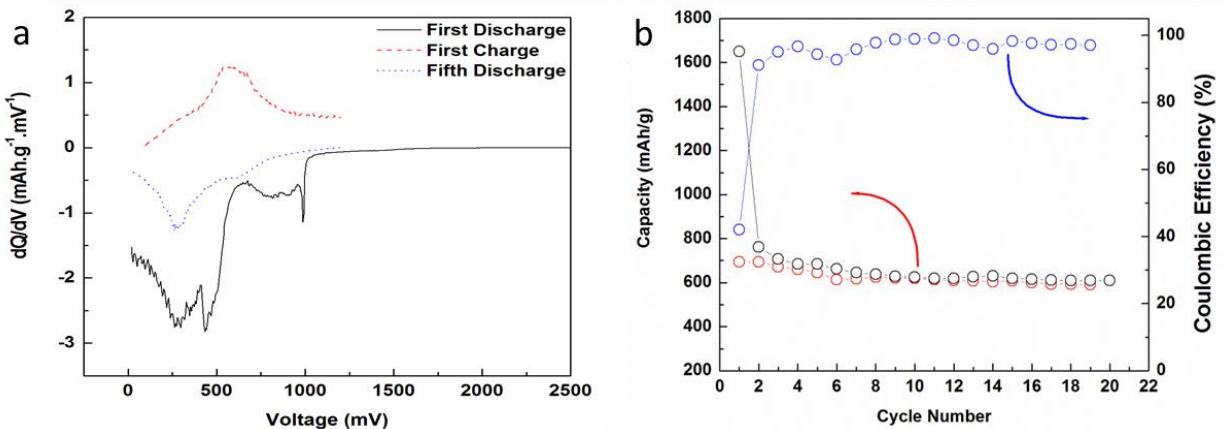 a
2
1
0
-1
-2
-3
dQ/dV (mAh.g⁻¹.mV⁻¹)
First Discharge
First Charge
Fifth Discharge
0
500
1000
1500
2000
2500
Voltage (mV)
b
1800
1600
1400
1200
1000
800
600
400
200
Capacity (mAh/g)
100
80
60
40
20
0
Coulombic Efficiency (%)
0 2 4 6 8 10 12 14 16 18 20 22
Cycle Number